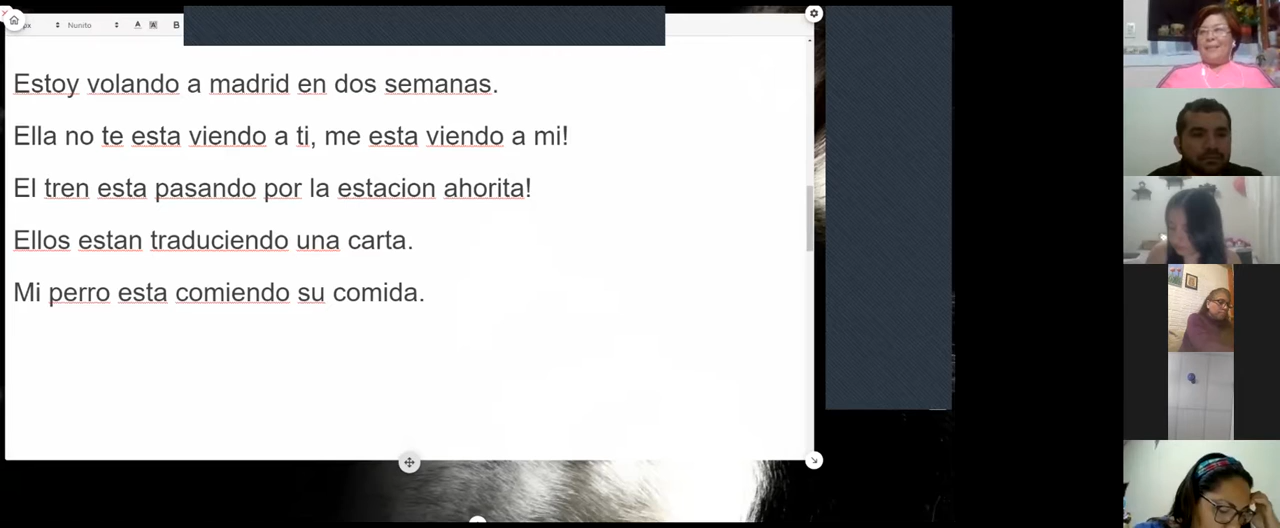 Nunito A A B
Estoy volando a madrid en dos semanas.
Ella no te esta viendo a ti, me esta viendo a mi!
El tren esta pasando por la estacion ahorita!
Ellos estan traduciendo una carta.
Mi perro esta comiendo su comida.